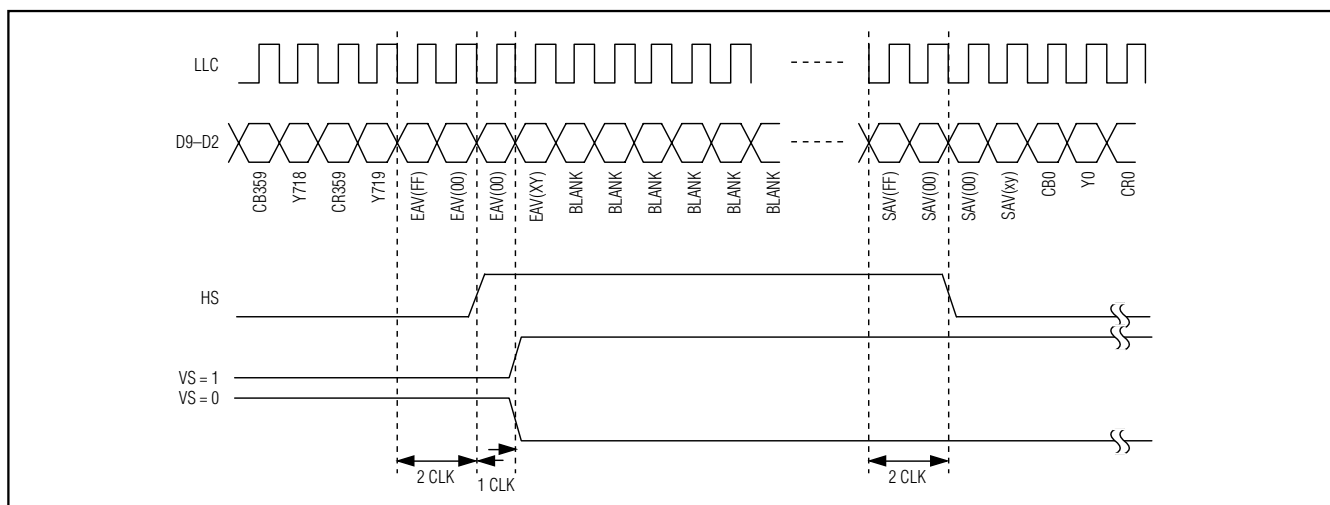 LLC
D9–D2
CB359
Y718
CR359
Y719
EAV(FF)
EAV(00)
EAV(00)
EAV(XY)
BLANK
BLANK
BLANK
BLANK
BLANK
BLANK
SAV(FF)
SAV(00)
SAV(00)
SAV(xy)
CB0
Y0
CR0
HS
VS = 1
VS = 0
2 CLK
1 CLK
2 CLK